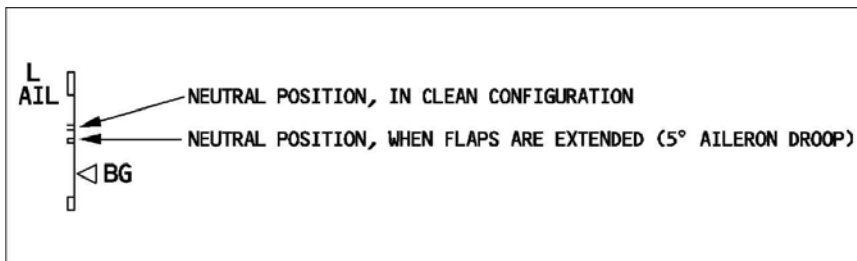 L
AIL
NEUTRAL POSITION, IN CLEAN CONFIGURATION
NEUTRAL POSITION, WHEN FLAPS ARE EXTENDED (5° AILERON DROOP)
BG